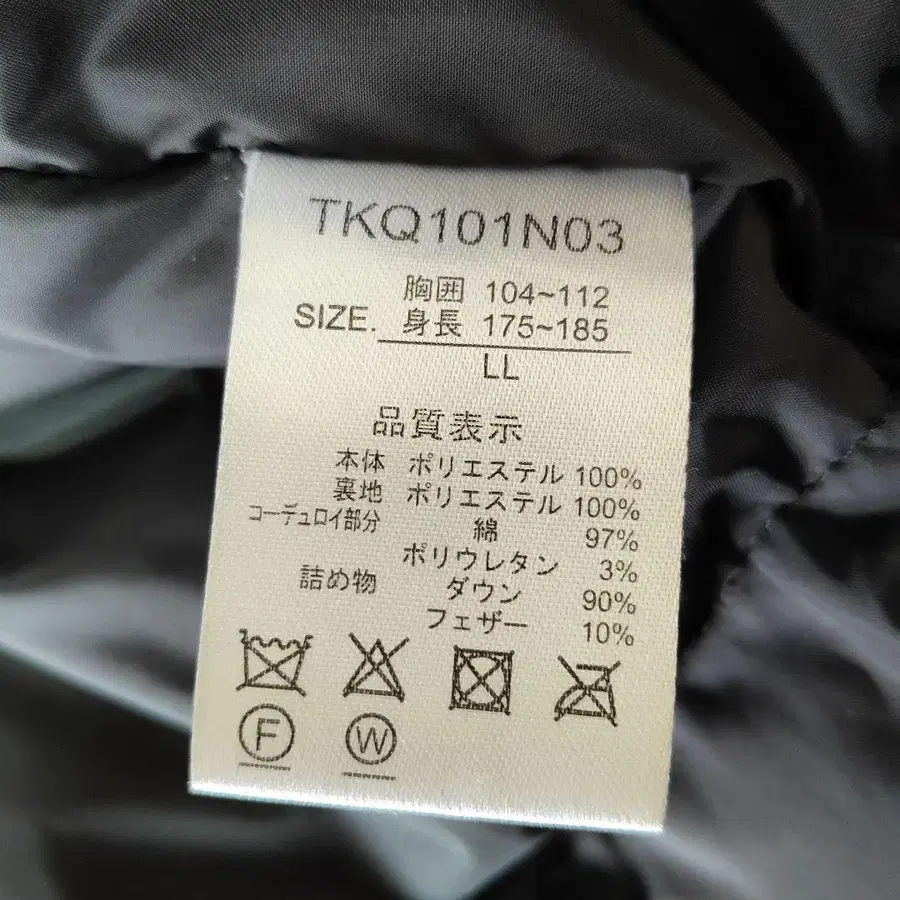 TKQ101N03
胸囲 104~112
SIZE. 身長 175~185
LL
品質表示
本体 ポリエステル 100%
裏地 ポリエステル 100%
コーデュロイ部分 綿 97%
ポリウレタン 3%
詰め物 ダウン 90%
フェザー 10%
F W